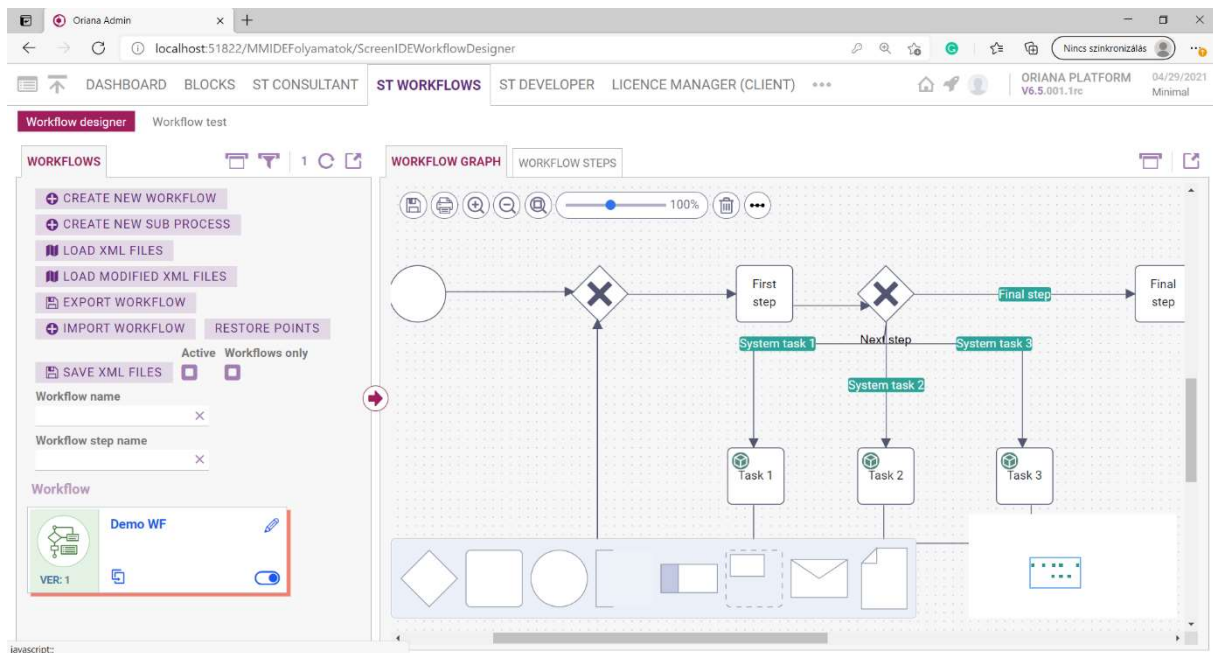 Oriana Admin
localhost:51822/MMIDEFolyamatok/ScreenIDEWorkflowDesigner
Nincs szinkronizálás
DASHBOARD BLOCKS ST CONSULTANT ST WORKFLOWS ST DEVELOPER LICENCE MANAGER (CLIENT)
ORIANA PLATFORM
V6.5.001.1rc
04/29/2021
Minimal
Workflow designer Workflow test
WORKFLOWS
1
WORKFLOW GRAPH WORKFLOW STEPS
CREATE NEW WORKFLOW
CREATE NEW SUB PROCESS
LOAD XML FILES
LOAD MODIFIED XML FILES
EXPORT WORKFLOW
IMPORT WORKFLOW RESTORE POINTS
Active Workflows only
SAVE XML FILES
Workflow name
Workflow step name
Workflow
Demo WF
VER: 1
100%
First
step
Final step
Final
step
System task 1
Next step
System task 3
System task 2
Task 1
Task 2
Task 3
javascript:;